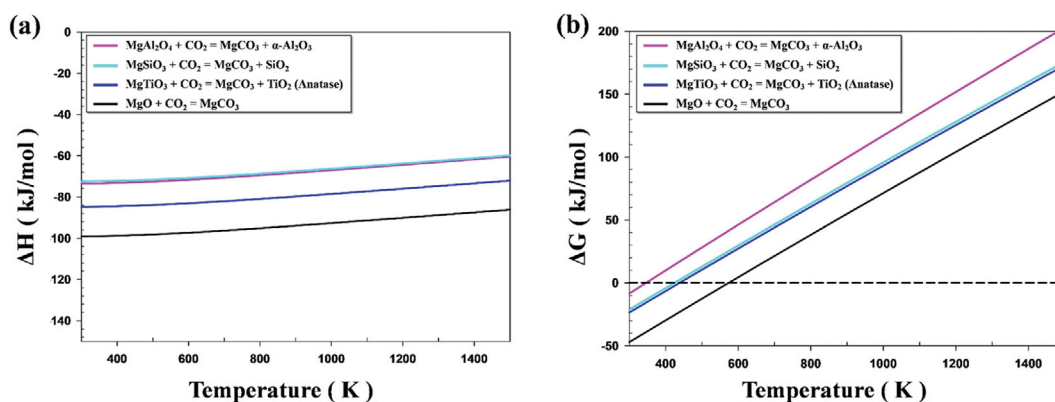 (a)
0
-20
-40
-60
-80
100
120
140
ΔH ( kJ/mol )
MgAl₂O₄ + CO₂ = MgCO₃ + α-Al₂O₃
MgSiO₃ + CO₂ = MgCO₃ + SiO₂
MgTiO₃ + CO₂ = MgCO₃ + TiO₂ (Anatase)
MgO + CO₂ = MgCO₃
400 600 800 1000 1200 1400
Temperature ( K )
(b)
200
150
100
50
0
-50
ΔG ( kJ/mol )
MgAl₂O₄ + CO₂ = MgCO₃ + α-Al₂O₃
MgSiO₃ + CO₂ = MgCO₃ + SiO₂
MgTiO₃ + CO₂ = MgCO₃ + TiO₂ (Anatase)
MgO + CO₂ = MgCO₃
400 600 800 1000 1200 1400
Temperature ( K )